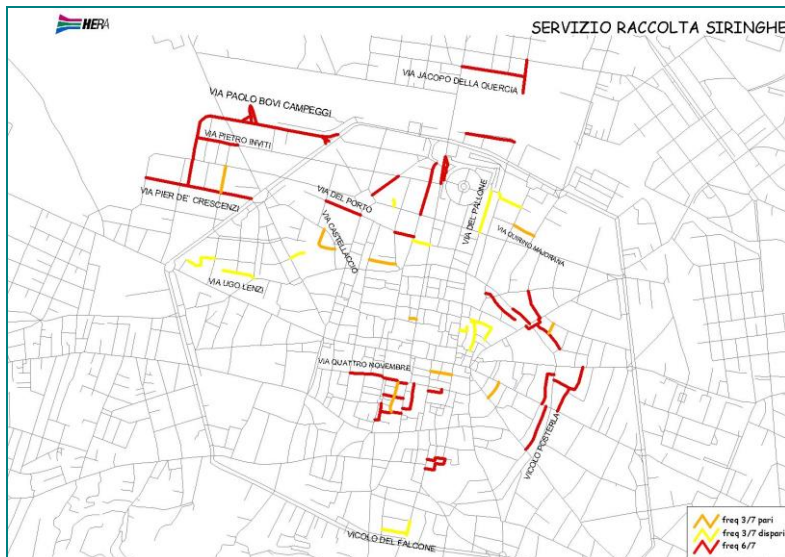 HERA
SERVIZIO RACCOLTA SIRINGHE
VIA JACOPO DELLA QUERCIA
VIA PAOLO BOVI CAMPEGGI
VIA PIETRO INVITI
VIA PIER DE' CRESCENZI
VIA DEL PORTO
VIA CASTELLACCIO
VIA DEL PALLONE
VIA QUIRINO MAJORANA
VIA UGO LENZI
VIA QUATTRO NOVEMBRE
VICOLO POSTERLA
VICOLO DEL FALCONE
freq 3/7 pari
freq 3/7 dispari
freq 6/7